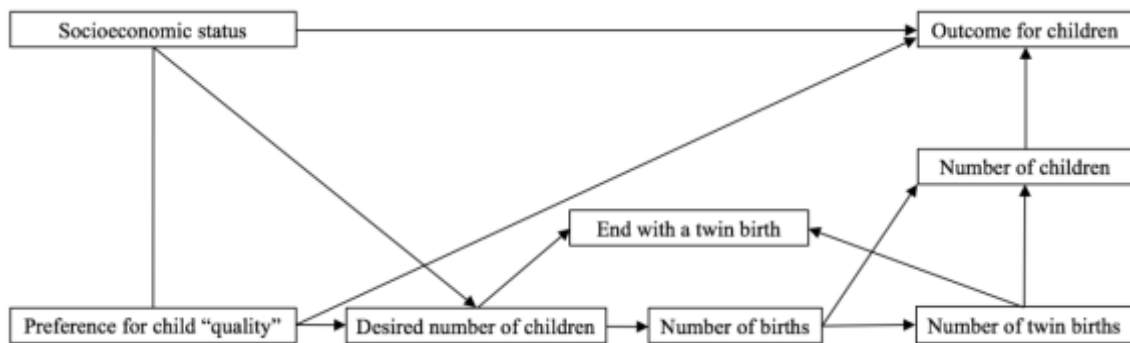 Socioeconomic status
Outcome for children
Number of children
End with a twin birth
Preference for child “quality”
Desired number of children
Number of births
Number of twin births